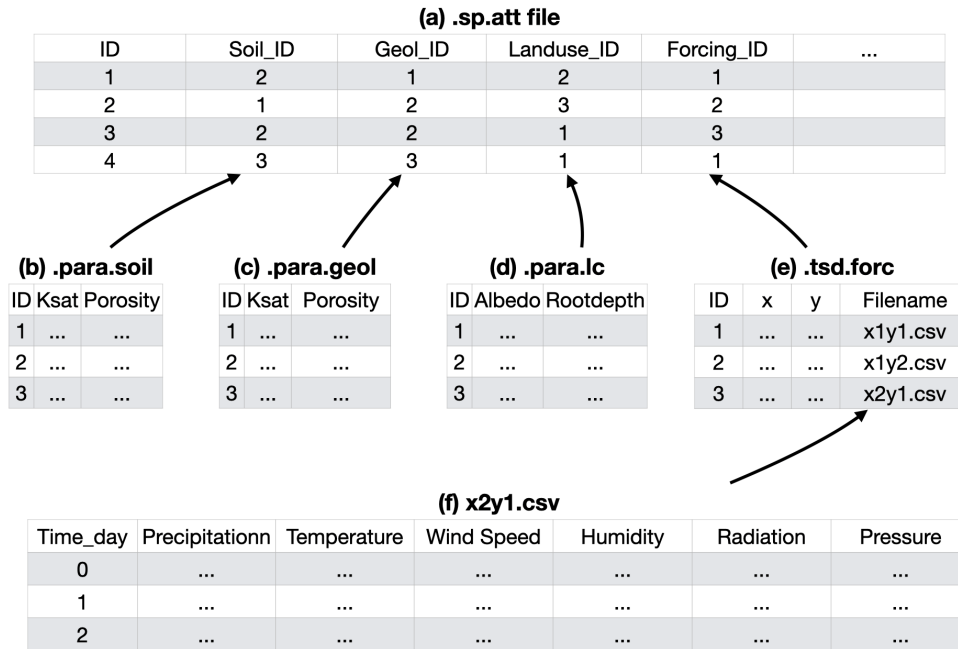 (a) .sp.att file
ID Soil_ID Geol_ID Landuse_ID Forcing_ID ...
1 2 1 2 1
2 1 2 3 2
3 2 2 1 3
4 3 3 1 1
(b) .para.soil
ID Ksat Porosity
1 ... ...
2 ... ...
3 ... ...
(c) .para.geol
ID Ksat Porosity
1 ... ...
2 ... ...
3 ... ...
(d) .para.lc
ID Albedo Rootdepth
1 ... ...
2 ... ...
3 ... ...
(e) .tsd.forc
ID x y Filename
1 ... ... x1y1.csv
2 ... ... x1y2.csv
3 ... ... x2y1.csv
(f) x2y1.csv
Time_day Precipitationn Temperature Wind Speed Humidity Radiation Pressure
0 ... ... ... ... ... ...
1 ... ... ... ... ... ...
2 ... ... ... ... ... ...